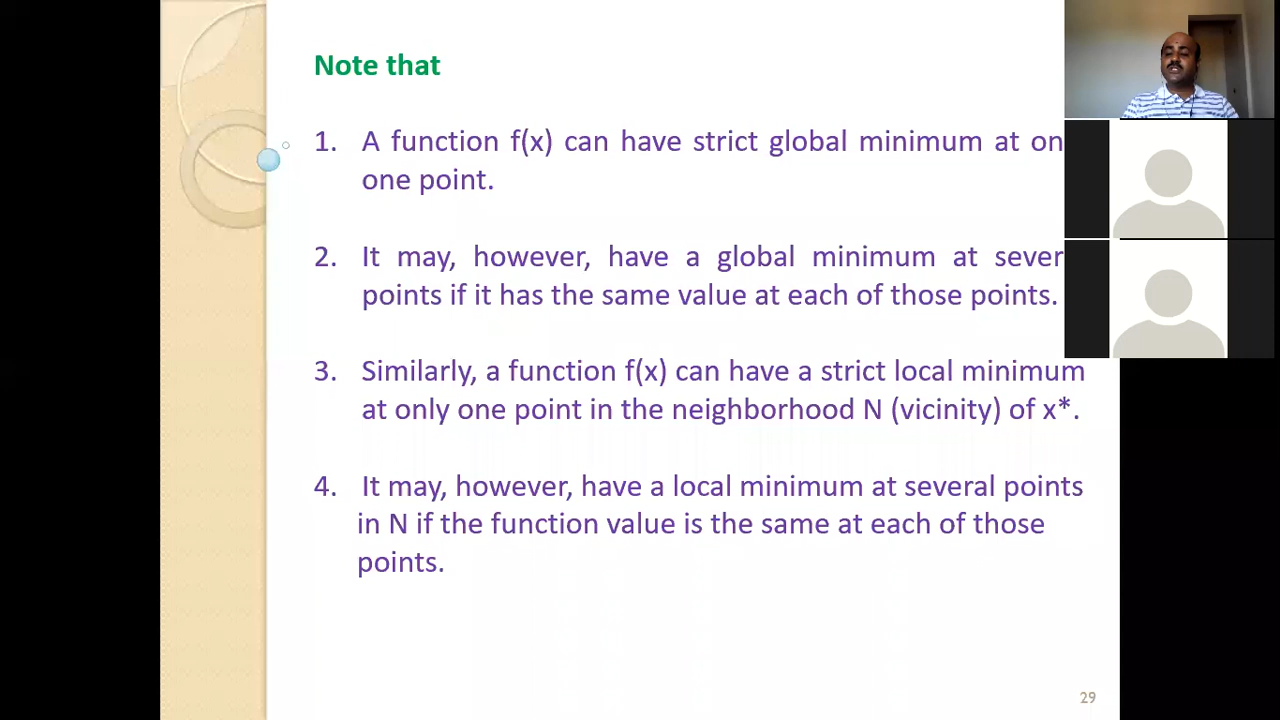 Note that
1. A function f(x) can have strict global minimum at on
one point.
2. It may, however, have a global minimum at sever
points if it has the same value at each of those points.
3. Similarly, a function f(x) can have a strict local minimum
at only one point in the neighborhood N (vicinity) of x*.
4. It may, however, have a local minimum at several points
in N if the function value is the same at each of those
points.
29